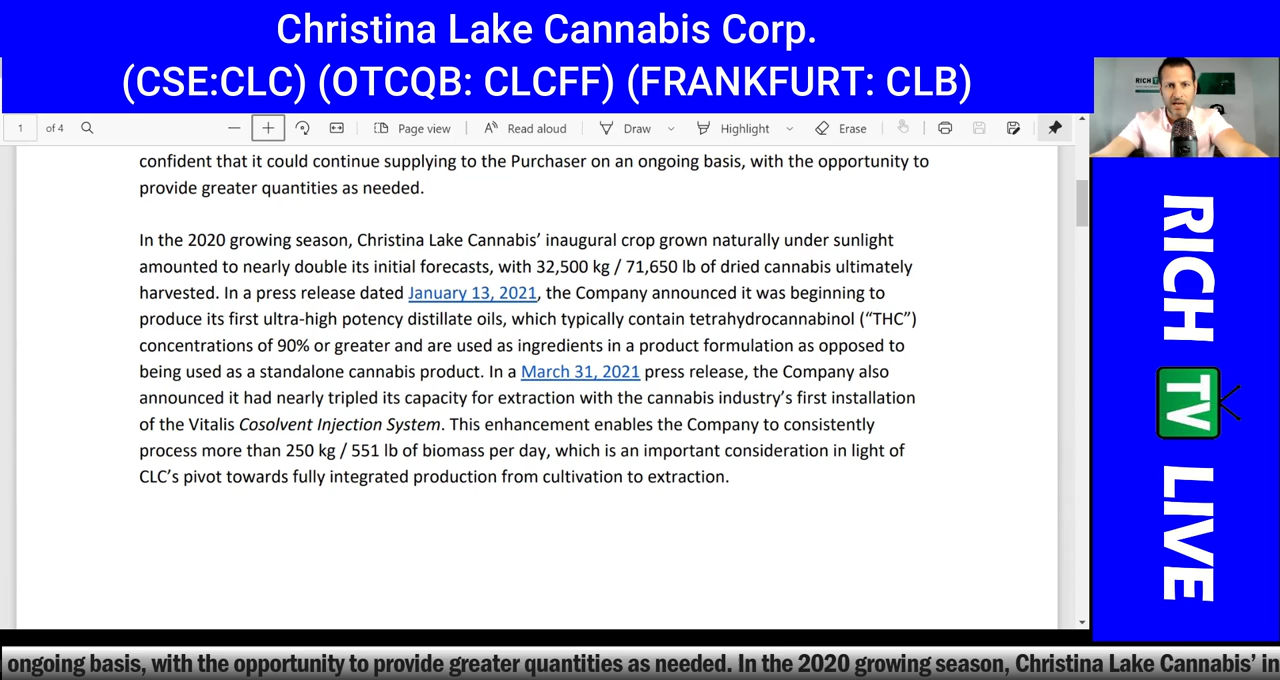 Christina Lake Cannabis Corp.
(CSE:CLC) (OTCQB: CLCFF) (FRANKFURT: CLB)
1 of 4 Page view Read aloud Draw Highlight Erase
confident that it could continue supplying to the Purchaser on an ongoing basis, with the opportunity to
provide greater quantities as needed.
In the 2020 growing season, Christina Lake Cannabis’ inaugural crop grown naturally under sunlight
amounted to nearly double its initial forecasts, with 32,500 kg / 71,650 lb of dried cannabis ultimately
harvested. In a press release dated January 13, 2021, the Company announced it was beginning to
produce its first ultra-high potency distillate oils, which typically contain tetrahydrocannabinol (“THC”)
concentrations of 90% or greater and are used as ingredients in a product formulation as opposed to
being used as a standalone cannabis product. In a March 31, 2021 press release, the Company also
announced it had nearly tripled its capacity for extraction with the cannabis industry’s first installation
of the Vitalis Cosolvent Injection System. This enhancement enables the Company to consistently
process more than 250 kg / 551 lb of biomass per day, which is an important consideration in light of
CLC’s pivot towards fully integrated production from cultivation to extraction.
RICH
RICH
TV
LIVE
ongoing basis, with the opportunity to provide greater quantities as needed. In the 2020 growing season, Christina Lake Cannabis’ in